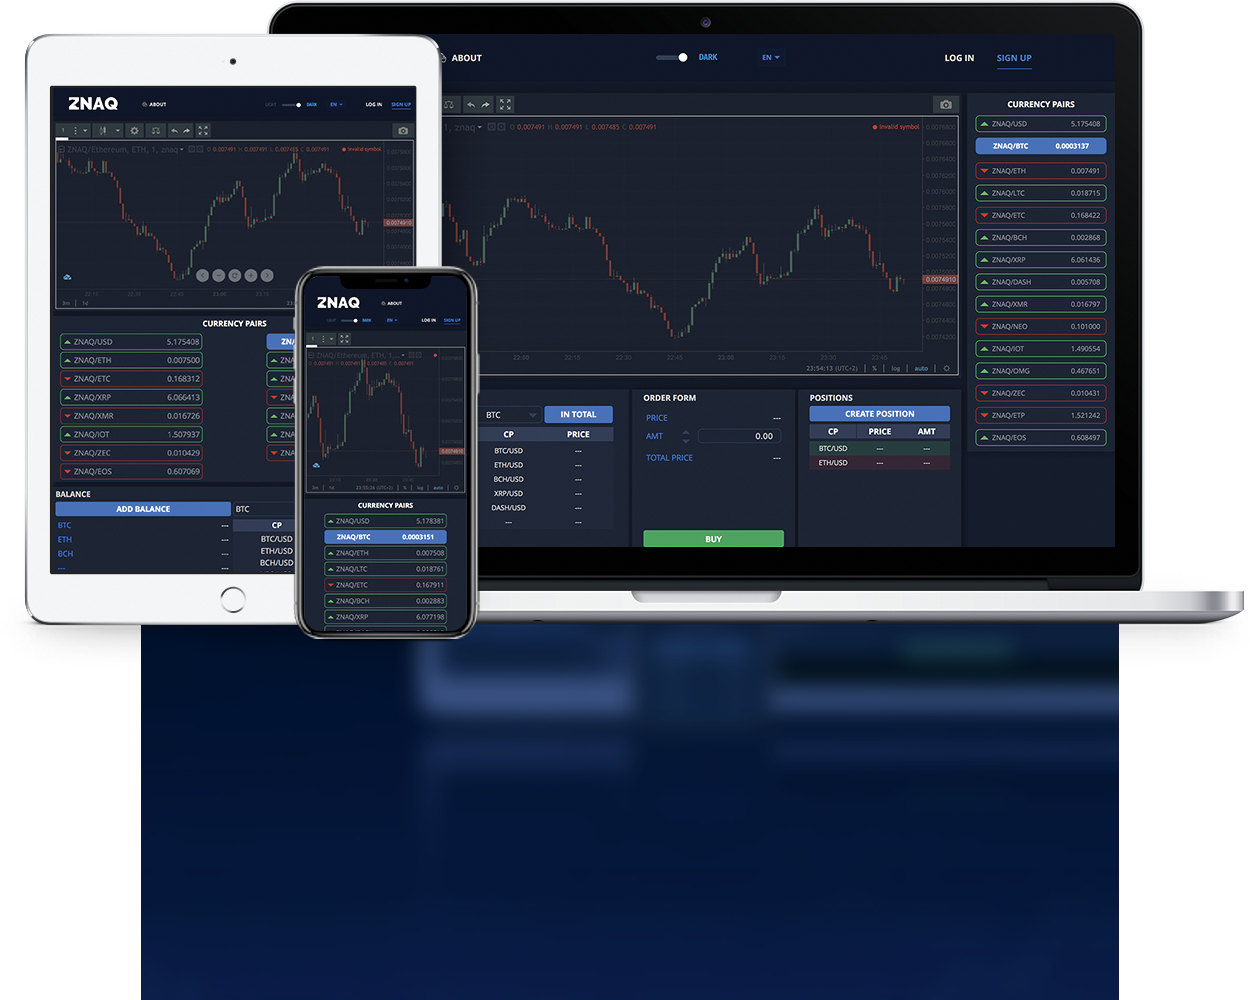 ABOUT
DARK
EN
LOG IN
SIGN UP
1, znaq
O 0.007491 H 0.007491 L 0.007485 C 0.007491
Invalid symbol
0.0074910
22:00
22:15
22:30
22:45
23:00
23:15
23:30
23:45
23:54:13 (UTC+2)
%
log
auto
CURRENCY PAIRS
ZNAQ/USD 5.175408
ZNAQ/BTC 0.0003137
ZNAQ/ETH 0.007491
ZNAQ/LTC 0.018715
ZNAQ/ETC 0.168422
ZNAQ/BCH 0.002868
ZNAQ/XRP 6.061436
ZNAQ/DASH 0.005708
ZNAQ/XMR 0.016797
ZNAQ/NEO 0.101000
ZNAQ/IOT 1.490554
ZNAQ/OMG 0.467651
ZNAQ/ZEC 0.010431
ZNAQ/ETP 1.521242
ZNAQ/EOS 0.608497
BTC
IN TOTAL
CP PRICE
BTC/USD ---
ETH/USD ---
BCH/USD ---
XRP/USD ---
DASH/USD ---
--- ---
ORDER FORM
PRICE ---
AMT 0.00
TOTAL PRICE ---
BUY
POSITIONS
CREATE POSITION
CP PRICE AMT
BTC/USD --- ---
ETH/USD --- ---
ZNAQ
ABOUT
LIGHT
DARK
EN
LOG IN
SIGN UP
ZNAQ/Ethereum, ETH, 1, znaq
O 0.007491 H 0.007491 L 0.007485 C 0.007491
Invalid symbol
0.0074910
3m
1d
CURRENCY PAIRS
ZNAQ/USD 5.175408
ZNAQ/ETH 0.007500
ZNAQ/ETC 0.168312
ZNAQ/XRP 6.066413
ZNAQ/XMR 0.016726
ZNAQ/IOT 1.507937
ZNAQ/ZEC 0.010429
ZNAQ/EOS 0.607069
BALANCE
ADD BALANCE
BTC ---
ETH ---
BCH ---
--- ---
BTC
CP
BTC/USD
ETH/USD
BCH/USD
ZNAQ
ABOUT
DARK
EN
LOG IN
SIGN UP
ZNAQ/Ethereum, ETH, 1...
%
log
auto
CURRENCY PAIRS
ZNAQ/USD 5.178381
ZNAQ/BTC 0.0003151
ZNAQ/ETH 0.007508
ZNAQ/LTC 0.018761
ZNAQ/ETC 0.167911
ZNAQ/BCH 0.002883
ZNAQ/XRP 6.077198